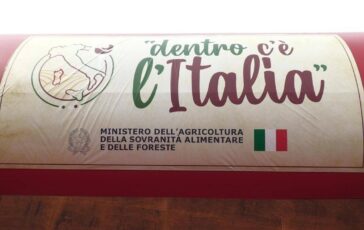 "dentro c'è
l'Italia"
MINISTERO DELL'AGRICOLTURA
DELLA SOVRANITÀ ALIMENTARE
E DELLE FORESTE